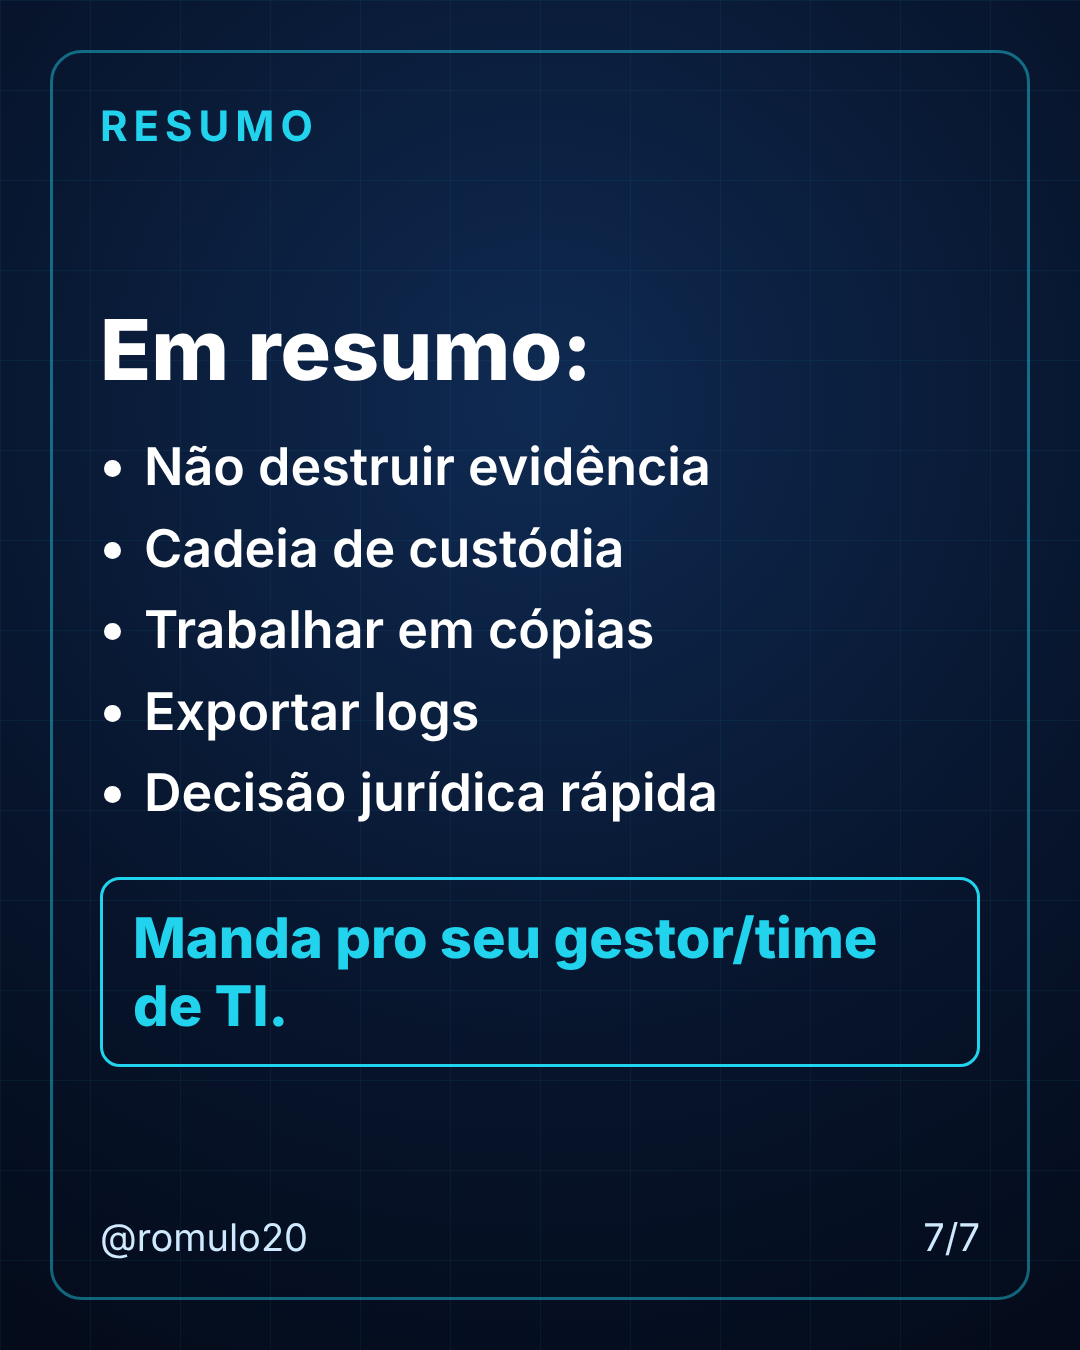 RESUMO
Em resumo:
• Não destruir evidência
• Cadeia de custódia
• Trabalhar em cópias
• Exportar logs
• Decisão jurídica rápida
Manda pro seu gestor/time
de TI.
@romulo20
7/7